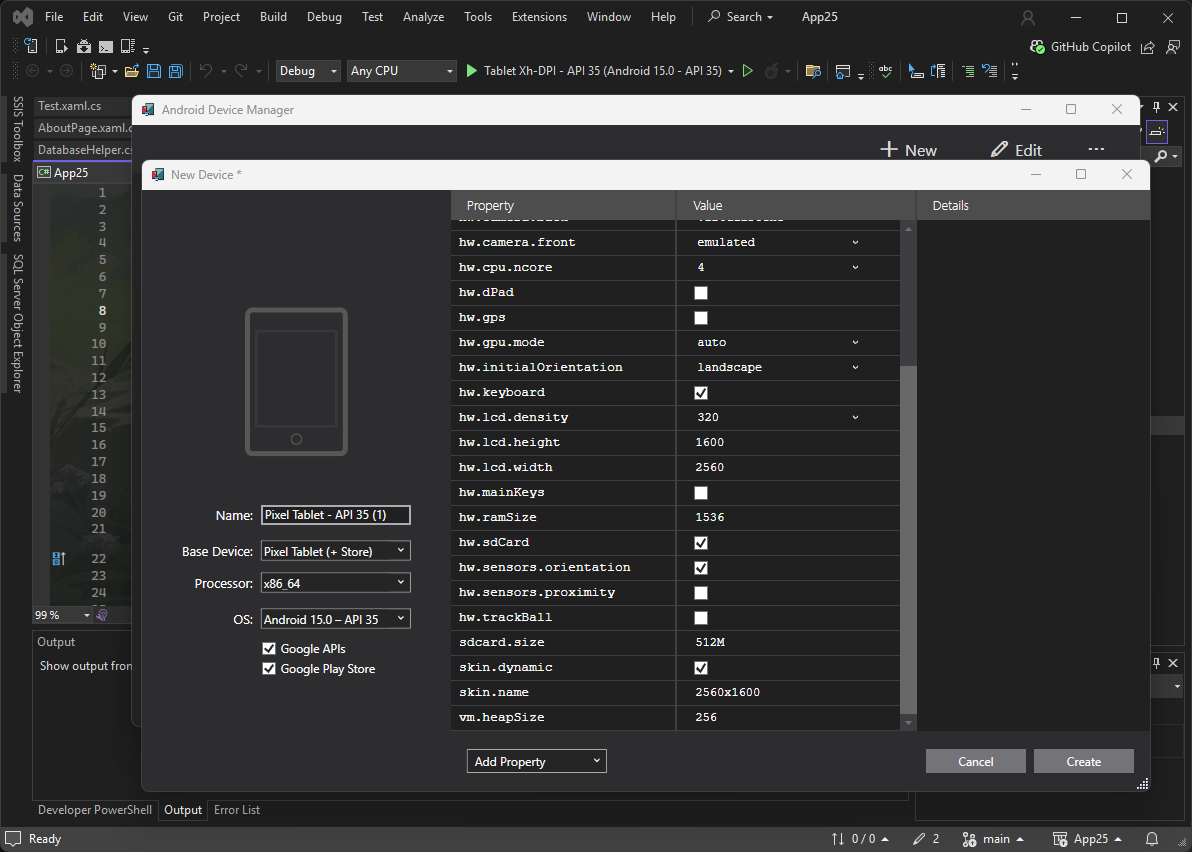 File Edit View Git Project Build Debug Test Analyze Tools Extensions Window Help Search App25
GitHub Copilot
Debug Any CPU Tablet Xh-DPI - API 35 (Android 15.0 - API 35)
SSIS Toolbox
Data Sources
SQL Server Object Explorer
Test.xaml.cs
AboutPage.xaml.c
DatabaseHelper.cs
C# App25
1
2
3
4
5
6
7
8
9
10
11
12
13
14
15
16
17
18
19
20
21
22
23
24
99 %
Android Device Manager
New Edit ...
New Device *
Name: Pixel Tablet - API 35 (1)
Base Device: Pixel Tablet (+ Store)
Processor: x86_64
OS: Android 15.0 – API 35
Google APIs
Google Play Store
Property Value Details
hw.camera.front emulated
hw.cpu.ncore 4
hw.dPad
hw.gps
hw.gpu.mode auto
hw.initialOrientation landscape
hw.keyboard
hw.lcd.density 320
hw.lcd.height 1600
hw.lcd.width 2560
hw.mainKeys
hw.ramSize 1536
hw.sdCard
hw.sensors.orientation
hw.sensors.proximity
hw.trackBall
sdcard.size 512M
skin.dynamic
skin.name 2560x1600
vm.heapSize 256
Add Property
Cancel Create
Output
Show output from
Developer PowerShell Output Error List
Ready 0 / 0 2 main App25